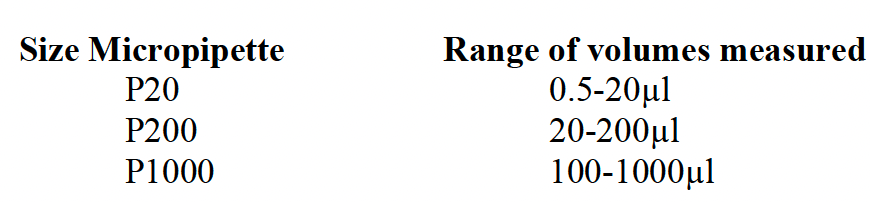 Size Micropipette Range of volumes measured
P20 0.5-20µl
P200 20-200µl
P1000 100-1000µl